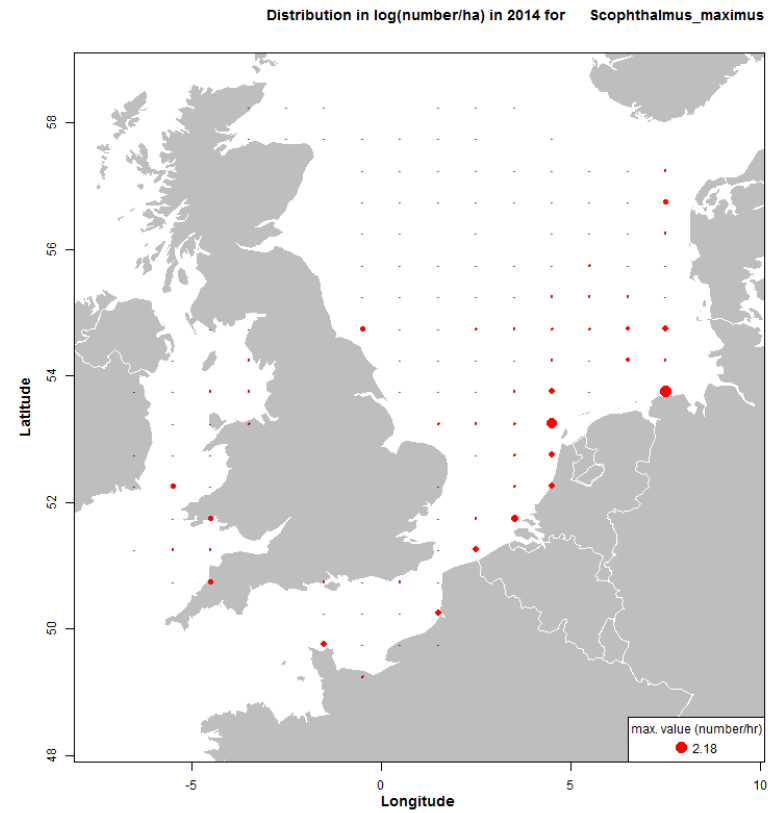 Distribution in log(number/ha) in 2014 for Scophthalmus_maximus
58
56
54
52
50
48
Latitude
-5 0 5 10
Longitude
max. value (number/hr)
2.18